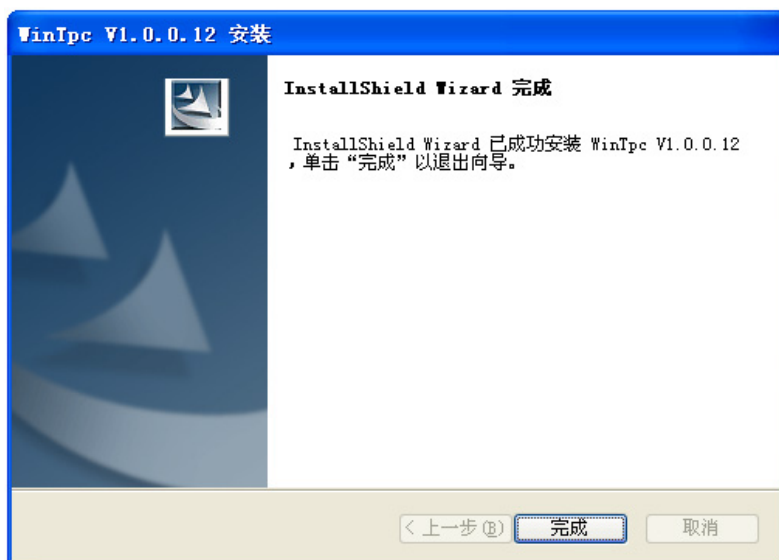 WinTpc V1.0.0.12 安装
InstallShield Wizard 完成
InstallShield Wizard 已成功安装 WinTpc V1.0.0.12
，单击“完成”以退出向导。
< 上一步(B) 完成 取消